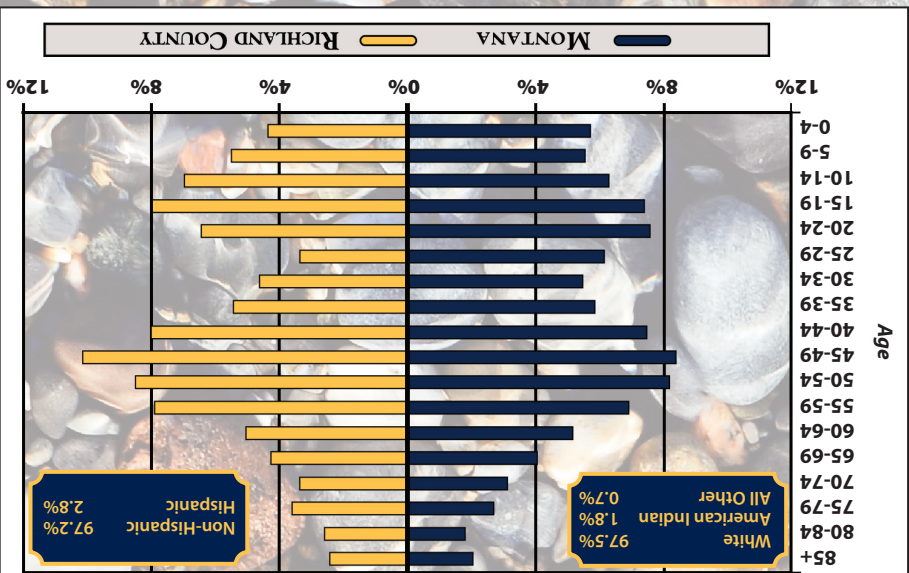 White 97.5%
American Indian 1.8%
All Other 0.7%
Non-Hispanic 97.2%
Hispanic 2.8%
Age
85+
80-84
75-79
70-74
65-69
60-64
55-59
50-54
45-49
40-44
35-39
30-34
25-29
20-24
15-19
10-14
5-9
0-4
12% 8% 4% 0% 4% 8% 12%
MONTANA RICHLAND COUNTY